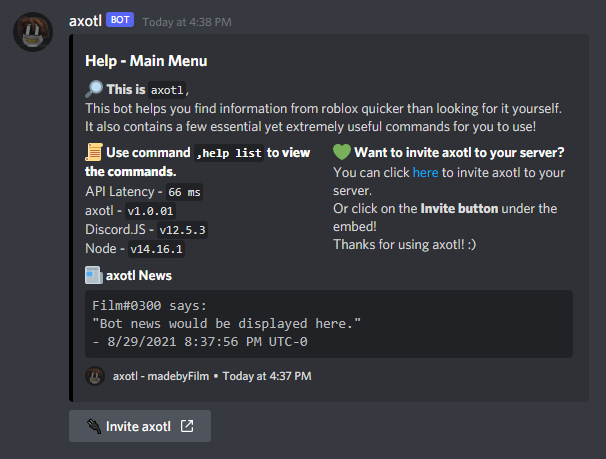 axotl BOT Today at 4:38 PM
Help - Main Menu
This is axotl,
This bot helps you find information from roblox quicker than looking for it yourself.
It also contains a few essential yet extremely useful commands for you to use!
Use command ,help list to view
the commands.
API Latency - 66 ms
axotl - v1.0.01
Discord.JS - v12.5.3
Node - v14.16.1
Want to invite axotl to your server?
You can click here to invite axotl to your
server.
Or click on the Invite button under the
embed!
Thanks for using axotl! :)
axotl News
Film#0300 says:
"Bot news would be displayed here."
- 8/29/2021 8:37:56 PM UTC-0
axotl - madebyFilm • Today at 4:37 PM
Invite axotl